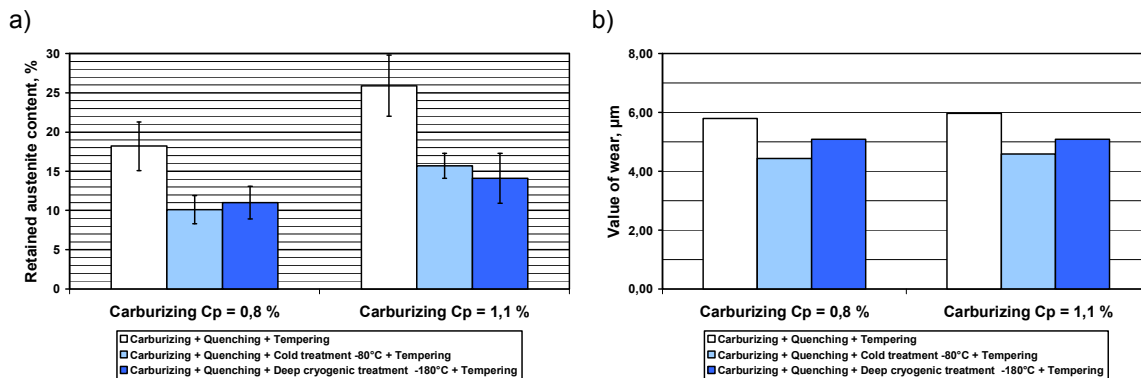 a)
Retained austenite content, %
30
25
20
15
10
5
0
Carburizing Cp = 0,8 %
Carburizing Cp = 1,1 %
Carburizing + Quenching + Tempering
Carburizing + Quenching + Cold treatment -80°C + Tempering
Carburizing + Quenching + Deep cryogenic treatment -180°C + Tempering
b)
Value of wear, µm
8,00
6,00
4,00
2,00
0,00
Carburizing Cp = 0,8 %
Carburizing Cp = 1,1 %
Carburizing + Quenching + Tempering
Carburizing + Quenching + Cold treatment -80°C + Tempering
Carburizing + Quenching + Deep cryogenic treatment -180°C + Tempering